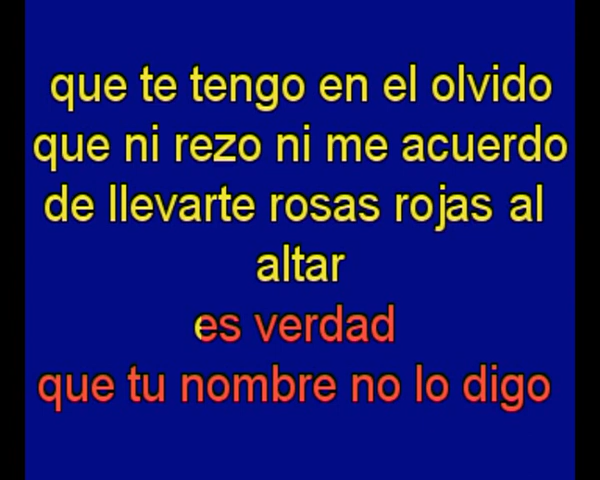 que te tengo en el olvido
que ni rezo ni me acuerdo
de llevarte rosas rojas al
altar
es verdad
que tu nombre no lo digo